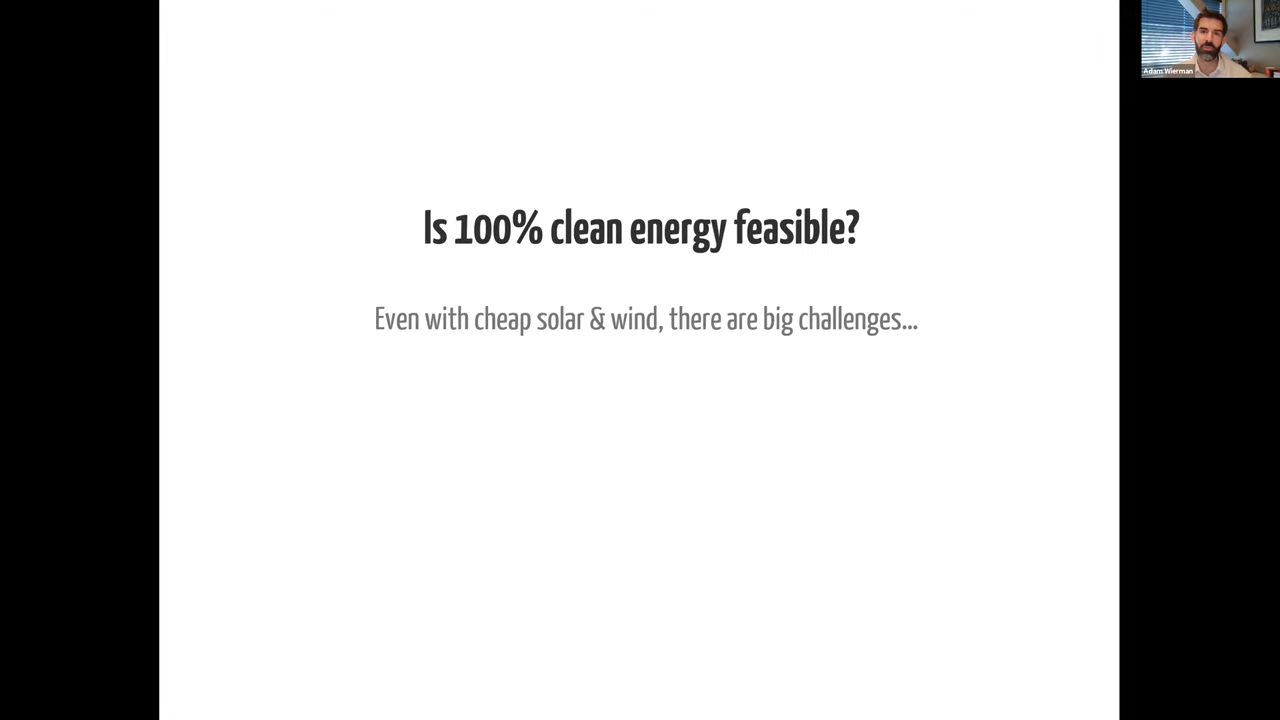 Is 100% clean energy feasible?
Even with cheap solar & wind, there are big challenges...
Adam Wierman